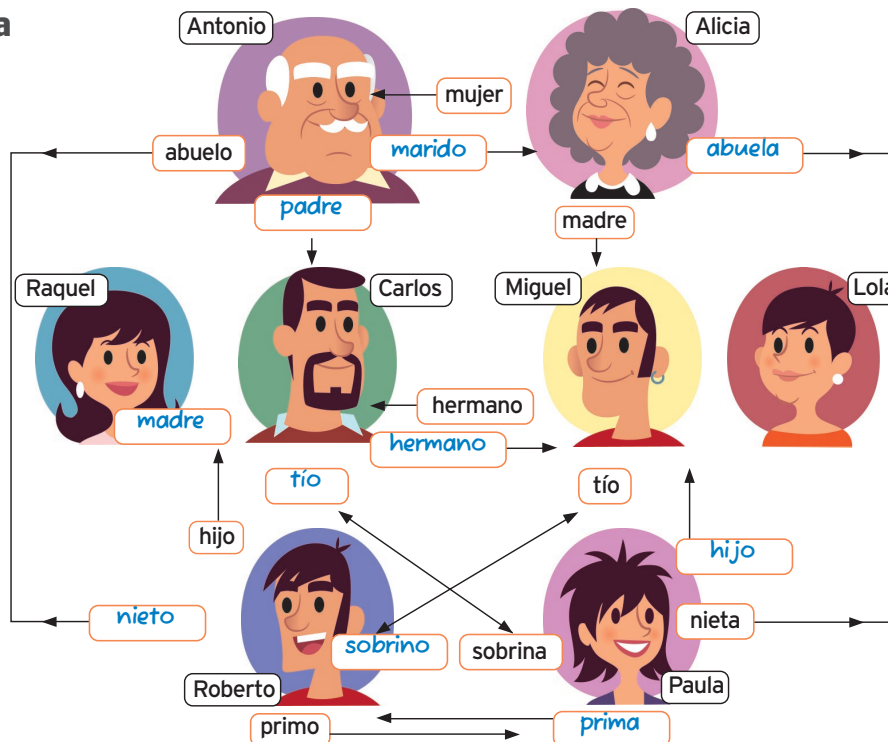 a
Antonio
Alicia
mujer
abuelo
marido
abuela
padre
madre
Raquel
Carlos
Miguel
Lola
madre
hermano
hermano
tío
tío
hijo
hijo
nieto
sobrino
sobrina
nieta
Roberto
Paula
primo
prima